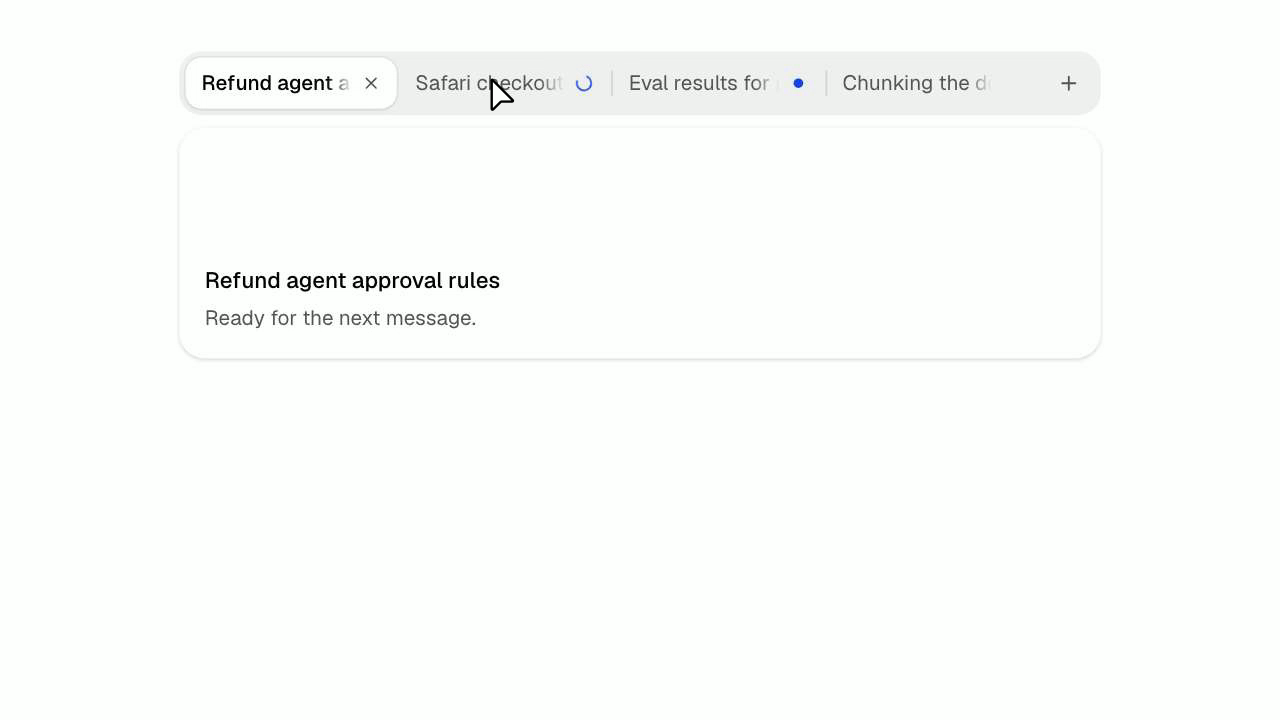 Refund agent a
Safari checkout
Eval results for
Chunking the d
Refund agent approval rules
Ready for the next message.